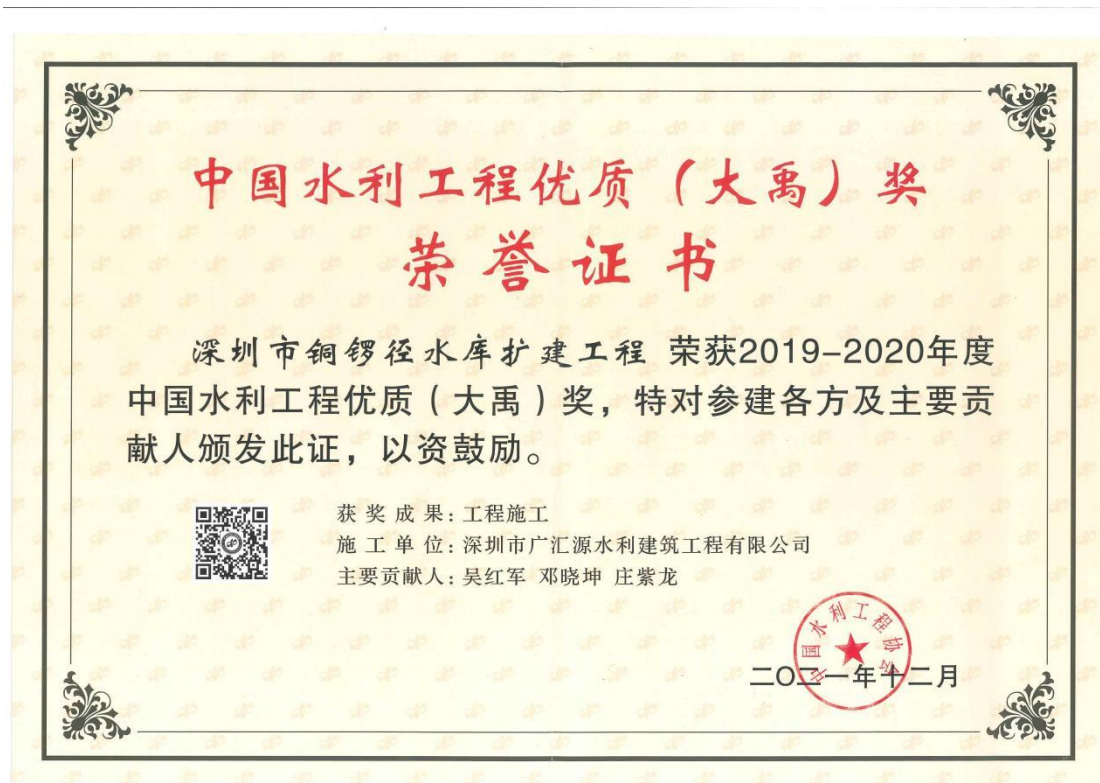 中国水利工程优质（大禹）奖
荣誉证书
深圳市铜锣径水库扩建工程 荣获2019-2020年度
中国水利工程优质（大禹）奖，特对参建各方及主要贡
献人颁发此证，以资鼓励。
获奖成果：工程施工
施工单位：深圳市广汇源水利建筑工程有限公司
主要贡献人：吴红军 邓晓坤 庄紫龙
中国水利工程协会
二〇二一年十二月